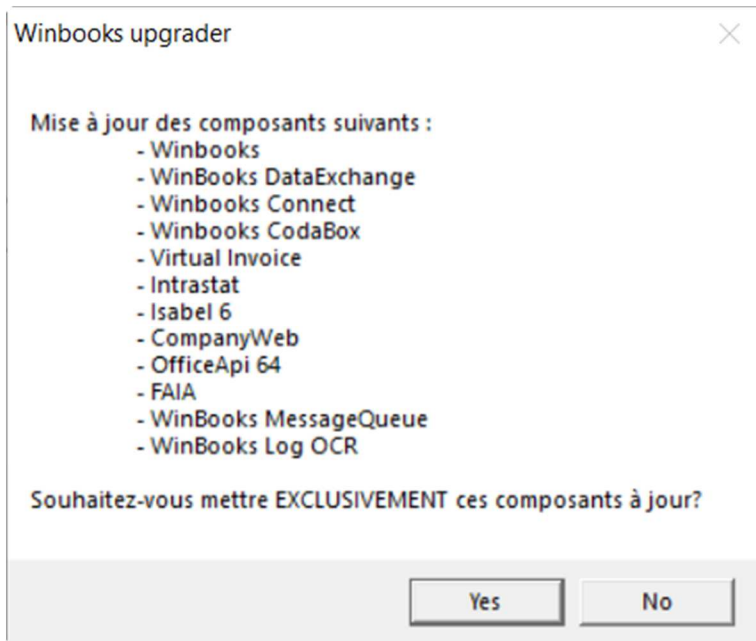 Winbooks upgrader
Mise à jour des composants suivants :
- Winbooks
- WinBooks DataExchange
- Winbooks Connect
- Winbooks CodaBox
- Virtual Invoice
- Intrastat
- Isabel 6
- CompanyWeb
- OfficeApi 64
- FAIA
- WinBooks MessageQueue
- WinBooks Log OCR
Souhaitez-vous mettre EXCLUSIVEMENT ces composants à jour?
Yes No